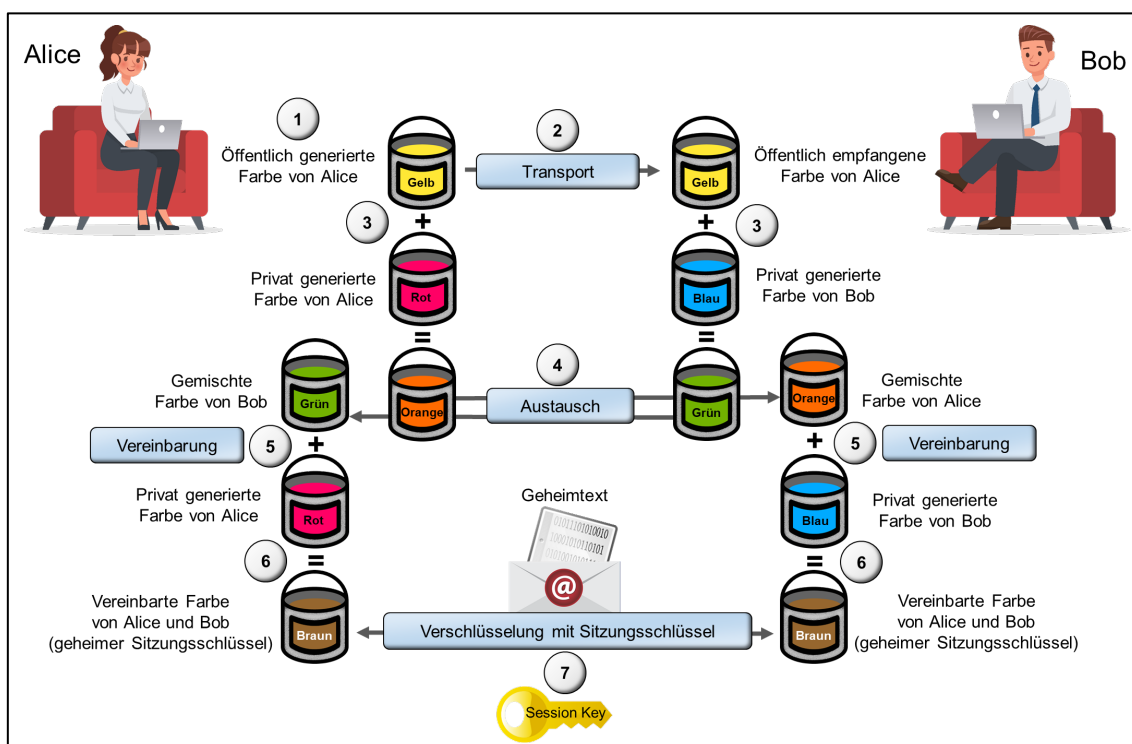 Alice
Bob
1
2
Öffentlich generierte
Farbe von Alice
Gelb
Transport
Gelb
Öffentlich empfangene
Farbe von Alice
3
+
+
3
Privat generierte
Farbe von Alice
Rot
Blau
Privat generierte
Farbe von Bob
=
=
4
Gemischte
Farbe von Bob
Grün
Orange
Austausch
Grün
Orange
Gemischte
Farbe von Alice
Vereinbarung
5
+
+
5
Vereinbarung
Privat generierte
Farbe von Alice
Rot
Geheimtext
01011101010010
1000101011010101
@
Blau
Privat generierte
Farbe von Bob
6
=
=
6
Vereinbarte Farbe
von Alice und Bob
(geheimer Sitzungsschlüssel)
Braun
Verschlüsselung mit Sitzungsschlüssel
Braun
Vereinbarte Farbe
von Alice und Bob
(geheimer Sitzungsschlüssel)
7
Session Key